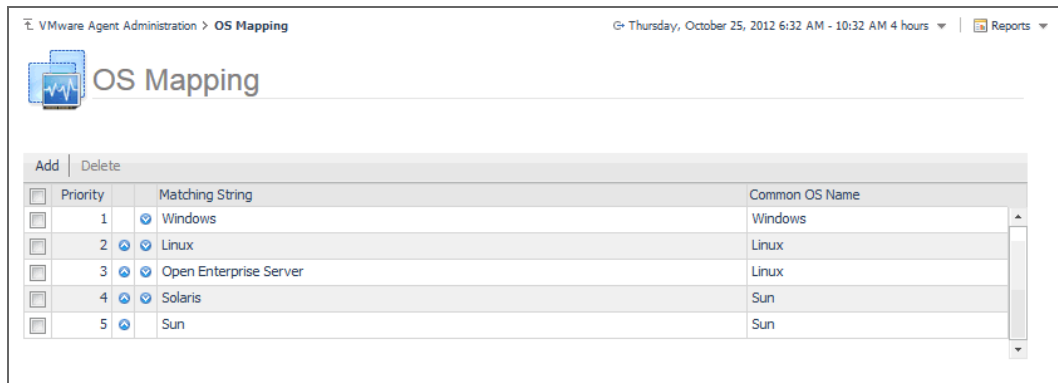 VMware Agent Administration > OS Mapping
Thursday, October 25, 2012 6:32 AM - 10:32 AM 4 hours
Reports
OS Mapping
Add
Delete
Priority Matching String Common OS Name
1 Windows Windows
2 Linux Linux
3 Open Enterprise Server Linux
4 Solaris Sun
5 Sun Sun